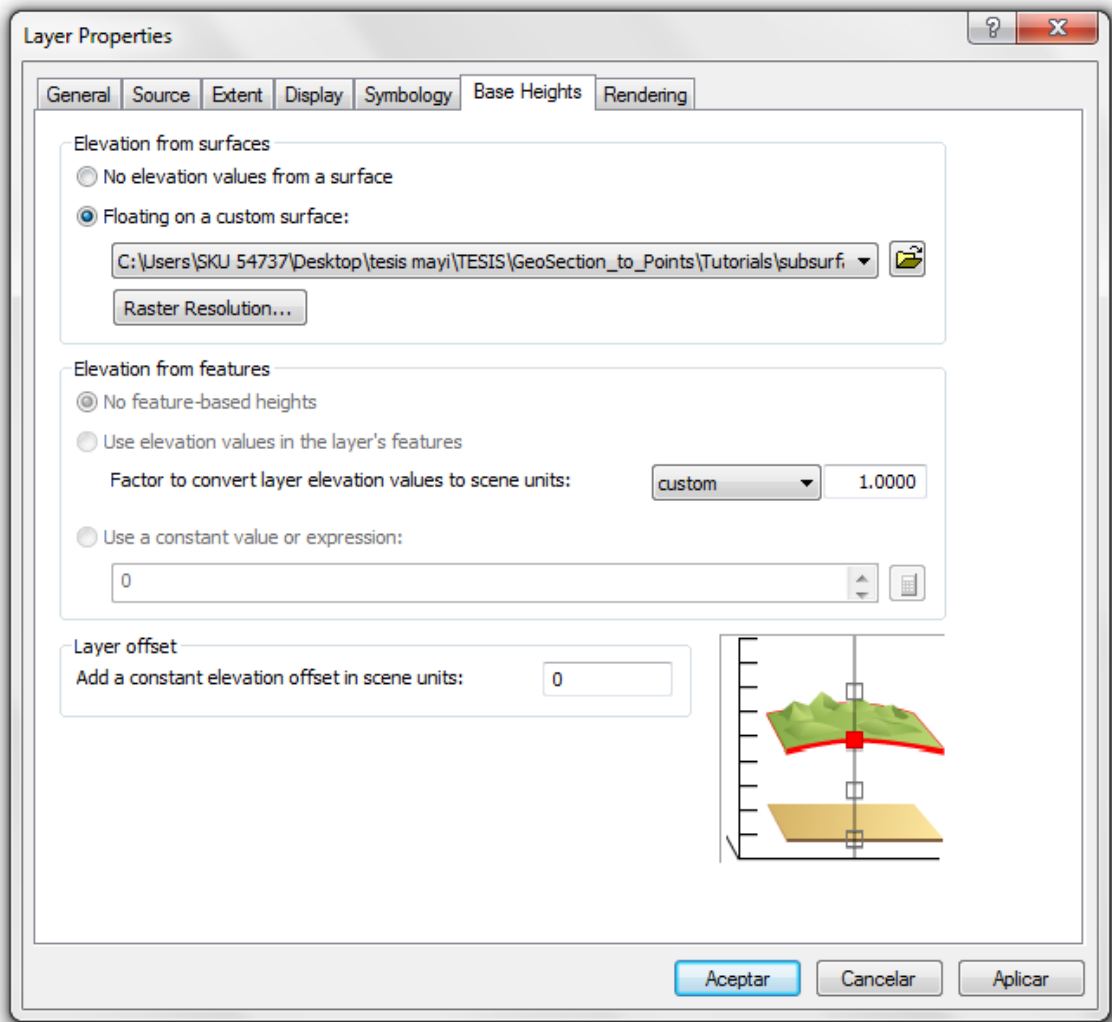 Layer Properties
General Source Extent Display Symbology Base Heights Rendering
Elevation from surfaces
No elevation values from a surface
Floating on a custom surface:
C:\Users\SKU 54737\Desktop\tesis mayi\TESIS\GeoSection_to_Points\Tutorials\subsurfa
Raster Resolution...
Elevation from features
No feature-based heights
Use elevation values in the layer's features
Factor to convert layer elevation values to scene units: custom 1.0000
Use a constant value or expression:
0
Layer offset
Add a constant elevation offset in scene units: 0
Aceptar Cancelar Aplicar